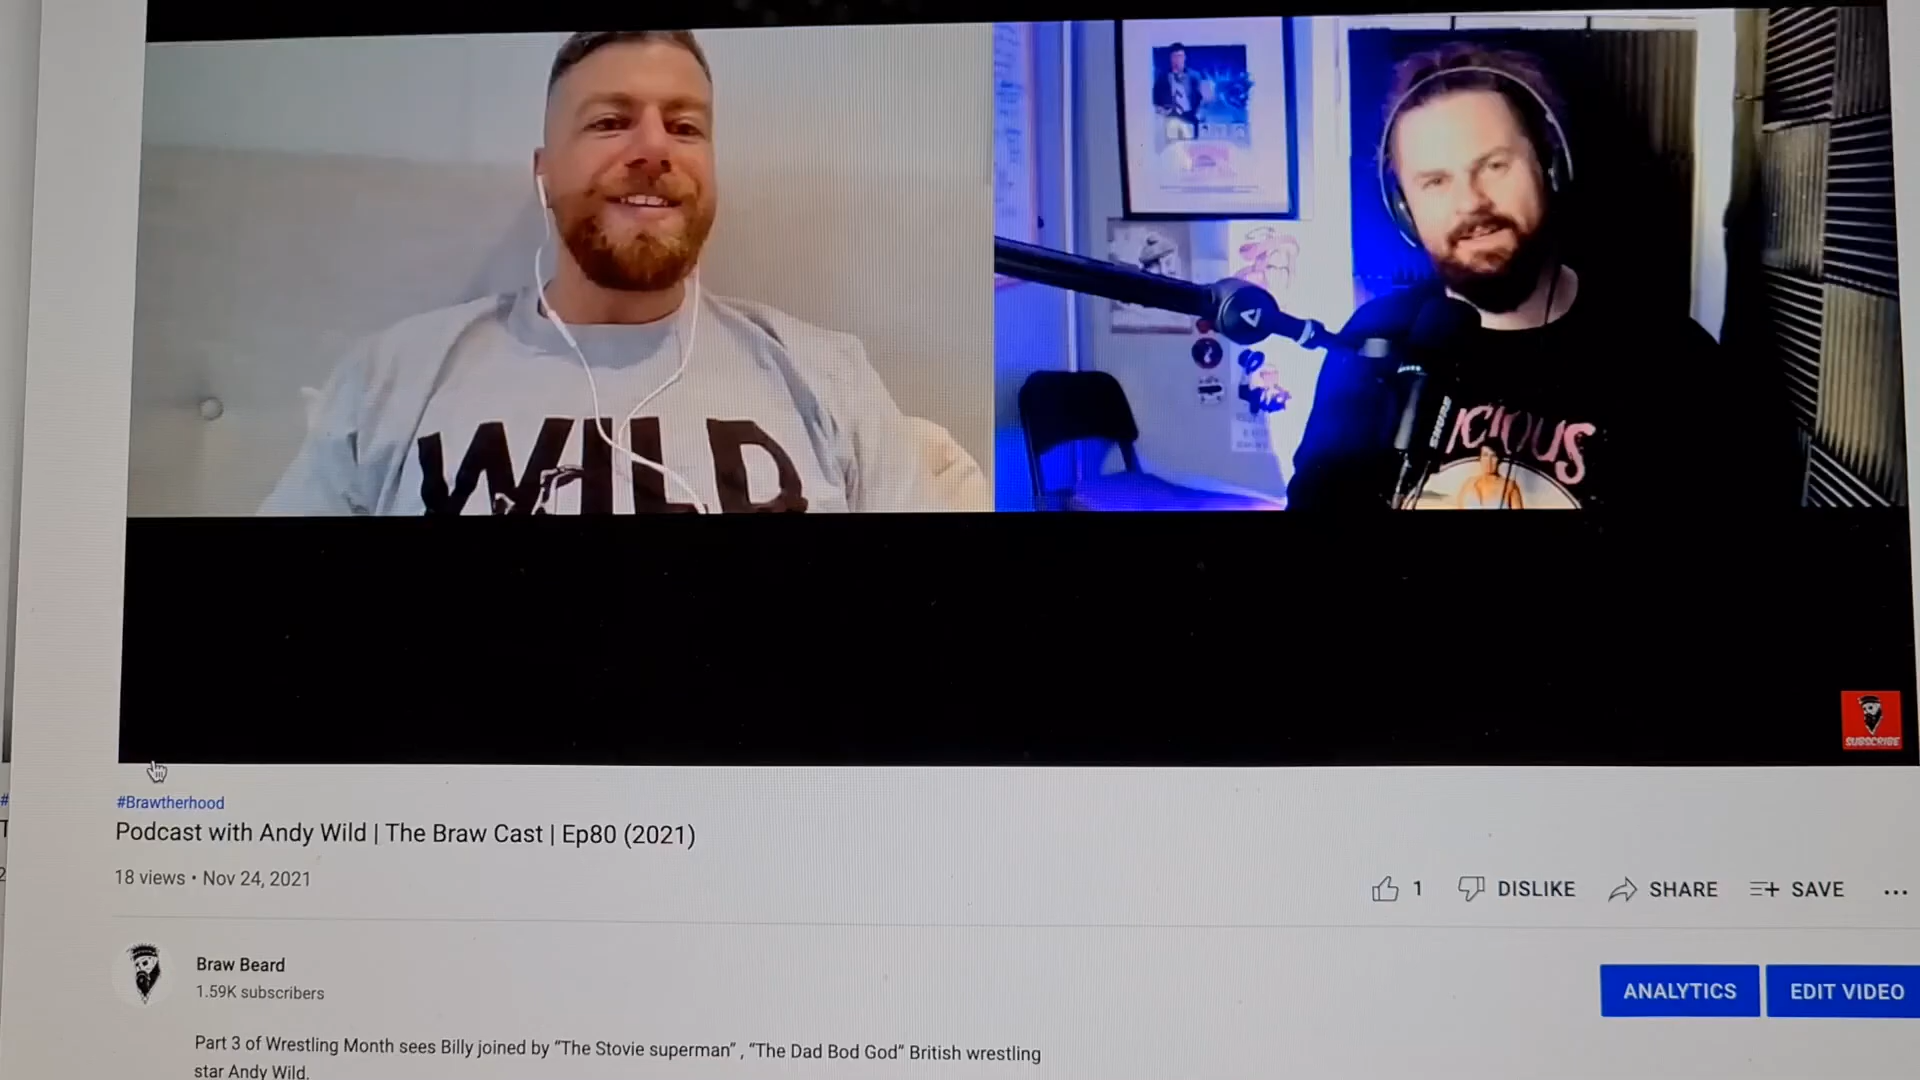 WILD
ICIOUS
SHURE
SUBSCRIBE
#Brawtherhood
Podcast with Andy Wild | The Braw Cast | Ep80 (2021)
18 views • Nov 24, 2021
1 DISLIKE SHARE SAVE ...
Braw Beard
1.59K subscribers
ANALYTICS EDIT VIDEO
Part 3 of Wrestling Month sees Billy joined by "The Stovie superman" , "The Dad Bod God" British wrestling
star Andy Wild.